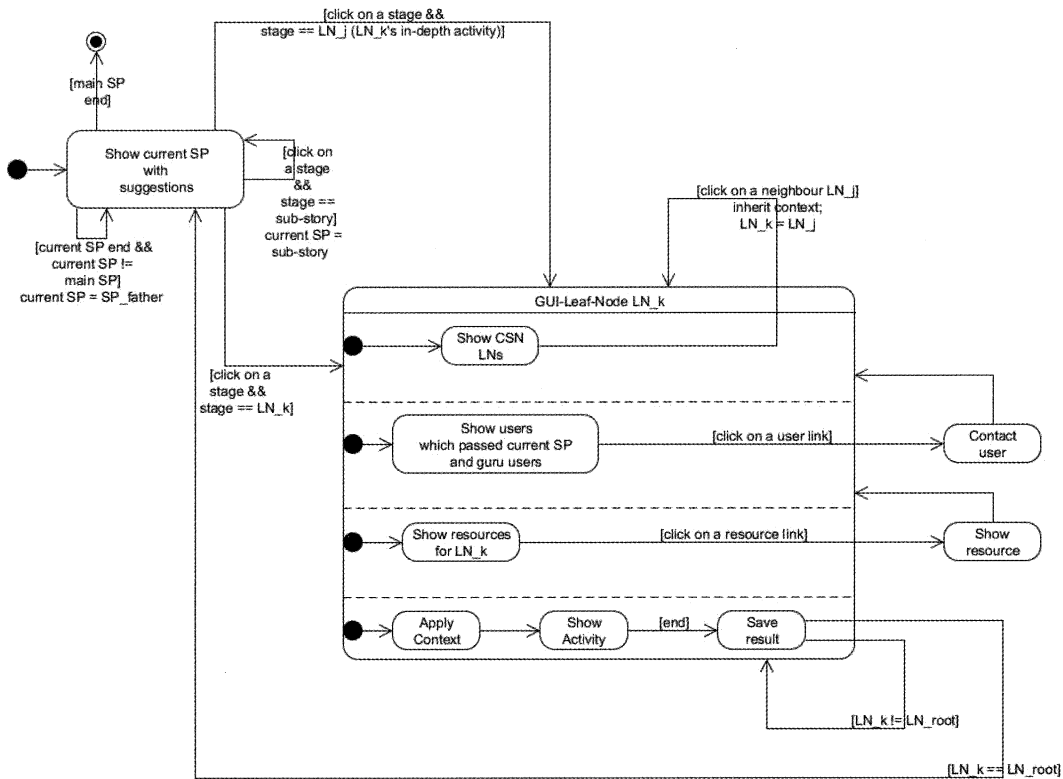 [click on a stage &&
stage == LN_j (LN_k's in-depth activity)]
[main SP
end]
Show current SP
with
suggestions
[click on
a stage
&&
stage ==
sub-story]
current SP =
sub-story
[current SP end &&
current SP !=
main SP]
current SP = SP_father
[click on a neighbour LN_j]
inherit context;
LN_k = LN_j
[click on a
stage &&
stage == LN_k]
GUI-Leaf-Node LN_k
Show CSN
LNs
Show users
which passed current SP
and guru users
[click on a user link]
Contact
user
Show resources
for LN_k
[click on a resource link]
Show
resource
Apply
Context
Show
Activity
[end]
Save
result
[LN_k != LN_root]
[LN_k == LN_root]